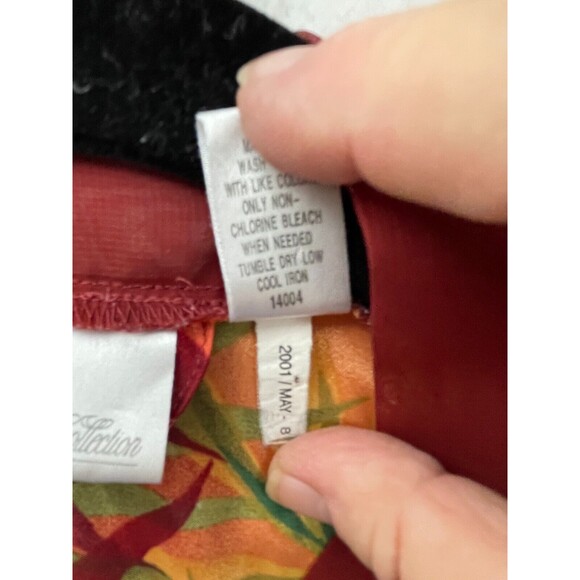 WASH
WITH LIKE COLORS
ONLY NON-
CHLORINE BLEACH
WHEN NEEDED
TUMBLE DRY LOW
COOL IRON
14004
2001 / MAY - 8
Collection